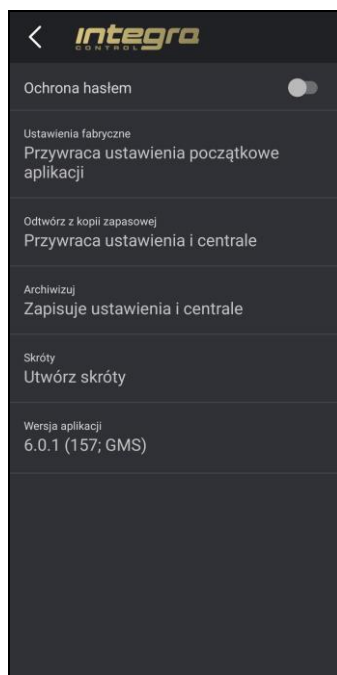 integra
CONTROL
Ochrona hasłem
Ustawienia fabryczne
Przywraca ustawienia początkowe
aplikacji
Odtwórz z kopii zapasowej
Przywraca ustawienia i centrale
Archiwizuj
Zapisuje ustawienia i centrale
Skróty
Utwórz skróty
Wersja aplikacji
6.0.1 (157; GMS)